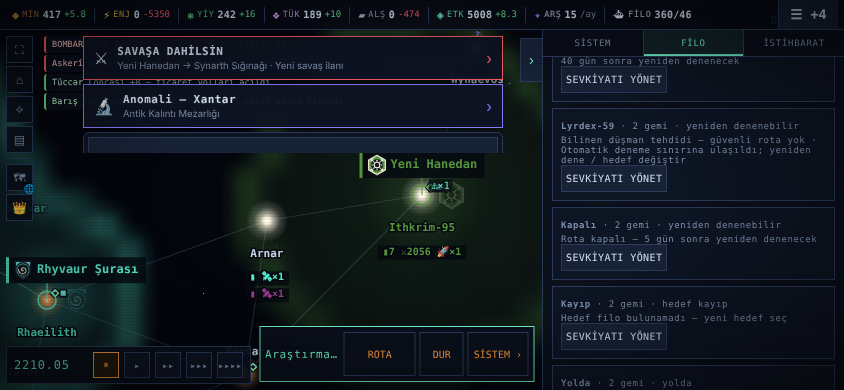 MİN 417 +5.8 ENJ 0 -5350 YİY 242 +16 TÜK 189 +10 ALŞ 0 -474 ETK 5008 +8.3 ARŞ 15 /ay FİLO 360/46 ☰ +4
SİSTEM FİLO İSTİHBARAT
BOMBAR
SAVAŞA DAHİLSİN
Yeni Hanedan → Synarth Sığınağı · Yeni savaş ilanı
Askeri
Tüccar Loncası +8 — ticaret yolları açıldı
Barış
Anomali — Xantar
Antik Kalıntı Mezarlığı
Yeni Hanedan
×1
Ithkrim-95
7 ⚔2056 🚀×1
Arnar
×1
×1
Rhyvaur Şurası
Rhaeilith
2210.05
Araştırma…
ROTA
DUR
SİSTEM ›
40 gün sonra yeniden denenecek
SEVKİYATI YÖNET
Lyrdex-59 · 2 gemi · yeniden denenebilir
Bilinen düşman tehdidi — güvenli rota yok ·
Otomatik deneme sınırına ulaşıldı; yeniden
dene / hedef değiştir
SEVKİYATI YÖNET
Kapalı · 2 gemi · yeniden denenebilir
Rota kapalı — 5 gün sonra yeniden denenecek
SEVKİYATI YÖNET
Kayıp · 2 gemi · hedef kayıp
Hedef filo bulunamadı — yeni hedef seç
SEVKİYATI YÖNET
Yolda · 2 gemi · yolda